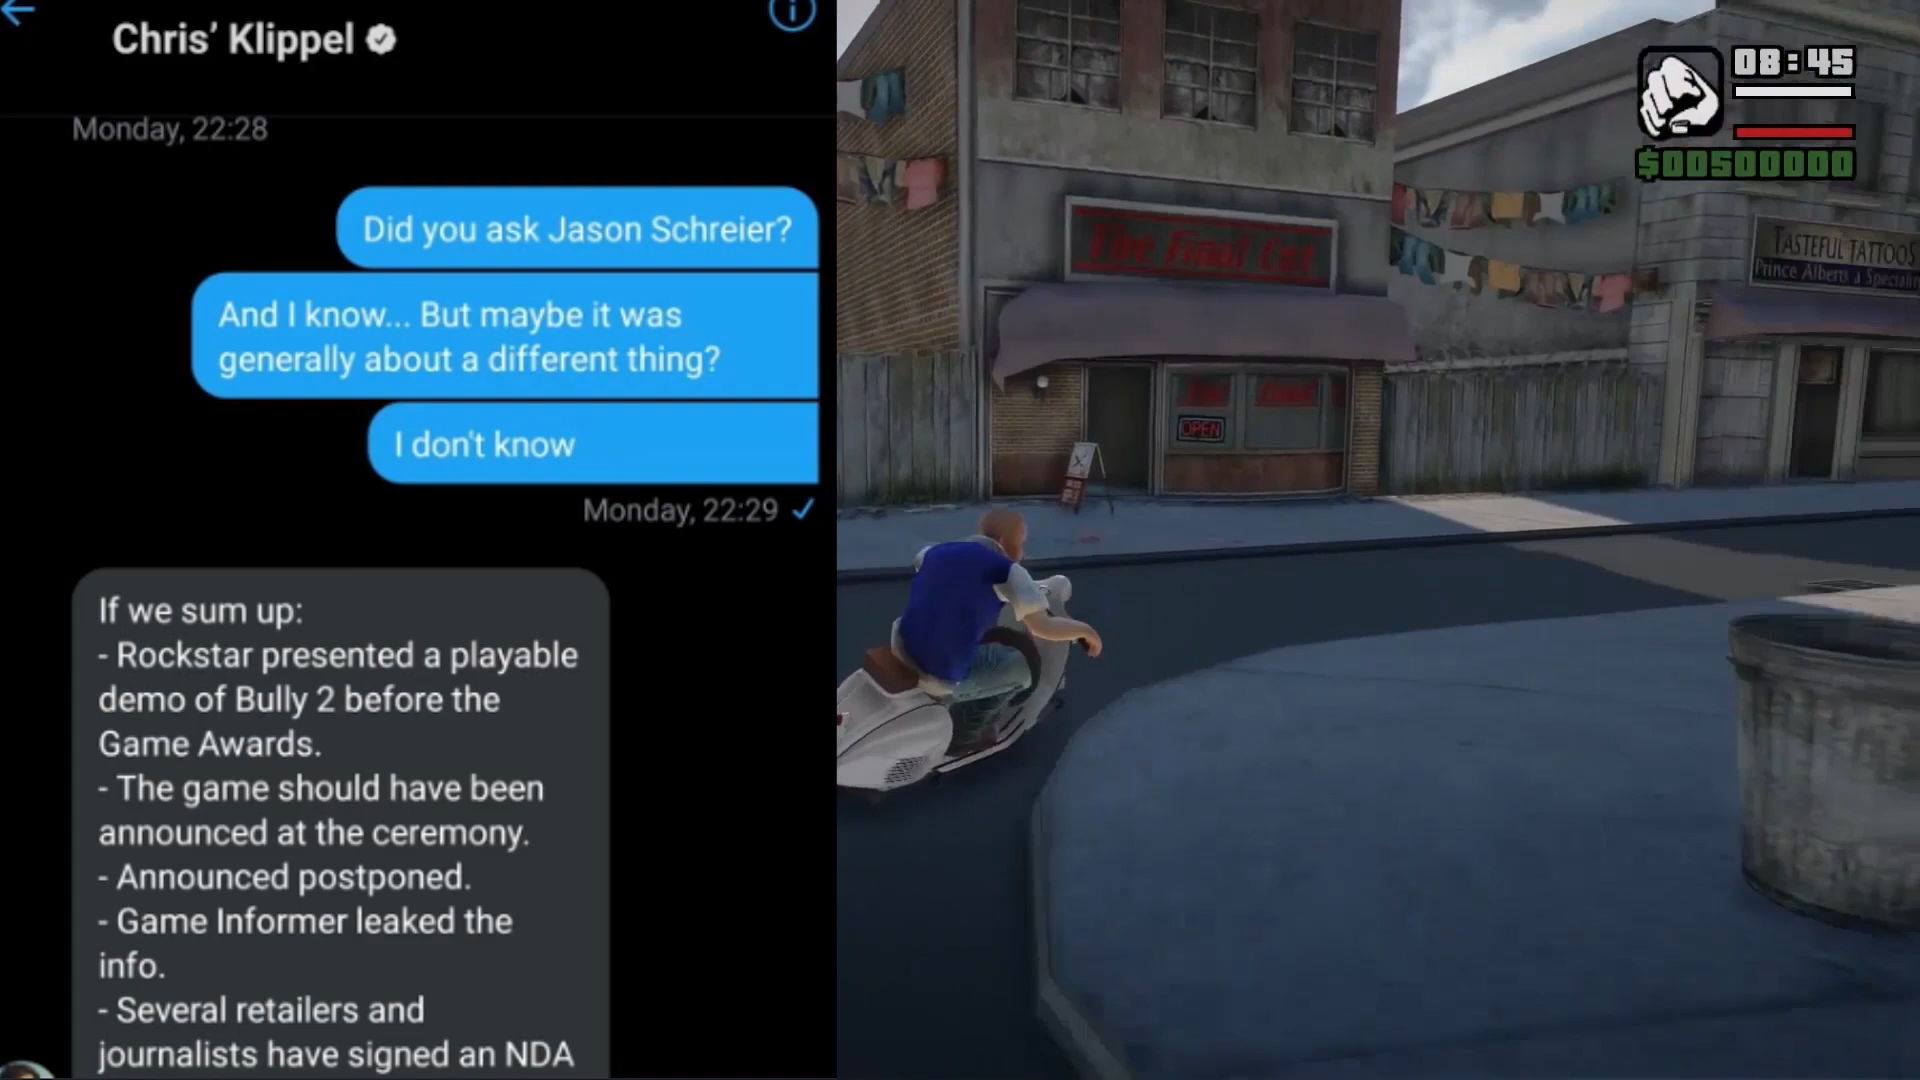 Chris’ Klippel
Monday, 22:28
Did you ask Jason Schreier?
And I know... But maybe it was
generally about a different thing?
I don't know
Monday, 22:29
If we sum up:
- Rockstar presented a playable
demo of Bully 2 before the
Game Awards.
- The game should have been
announced at the ceremony.
- Announced postponed.
- Game Informer leaked the
info.
- Several retailers and
journalists have signed an NDA
08:45
$00500000
The Final Cut
OPEN
TASTEFUL TATTOOS
Prince Alberts a Specialit